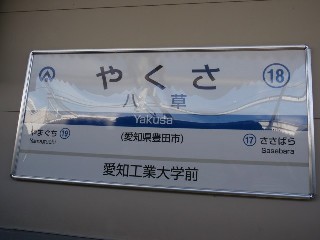 やくさ 18
八草
Yakusa
(愛知県豊田市)
やまぐち 19 17 ささばら
Yamaguchi Sasabara
愛知工業大学前